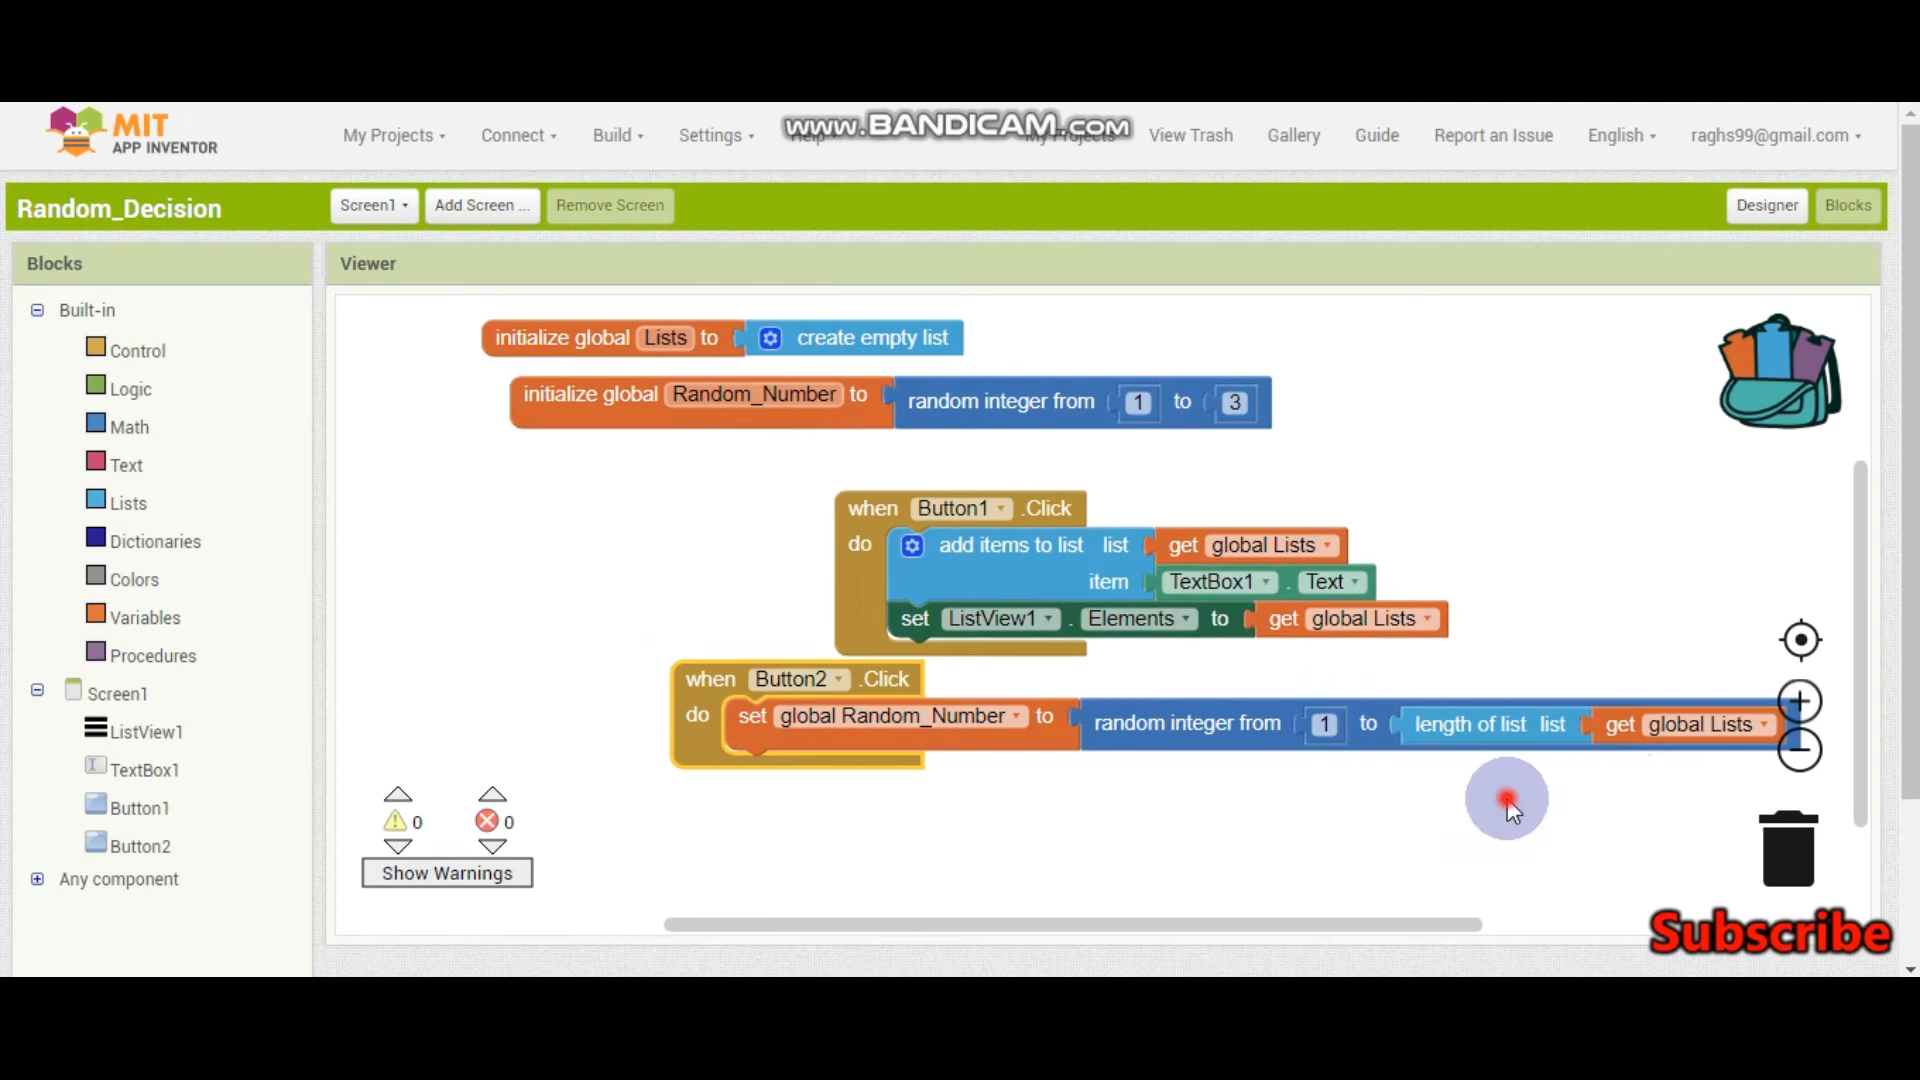 www.BANDICAM.com
MIT
APP INVENTOR
My Projects
Connect
Build
Settings
Help
My Projects
View Trash
Gallery
Guide
Report an Issue
English
raghs99@gmail.com
Random_Decision
Screen1
Add Screen ...
Remove Screen
Designer
Blocks
Blocks
Viewer
Built-in
Control
Logic
Math
Text
Lists
Dictionaries
Colors
Variables
Procedures
Screen1
ListView1
TextBox1
Button1
Button2
Any component
initialize global Lists to create empty list
initialize global Random_Number to random integer from 1 to 3
when Button1 .Click
do add items to list list get global Lists
item TextBox1 . Text
set ListView1 . Elements to get global Lists
when Button2 .Click
do set global Random_Number to random integer from 1 to length of list list get global Lists
0 0
Show Warnings
Subscribe